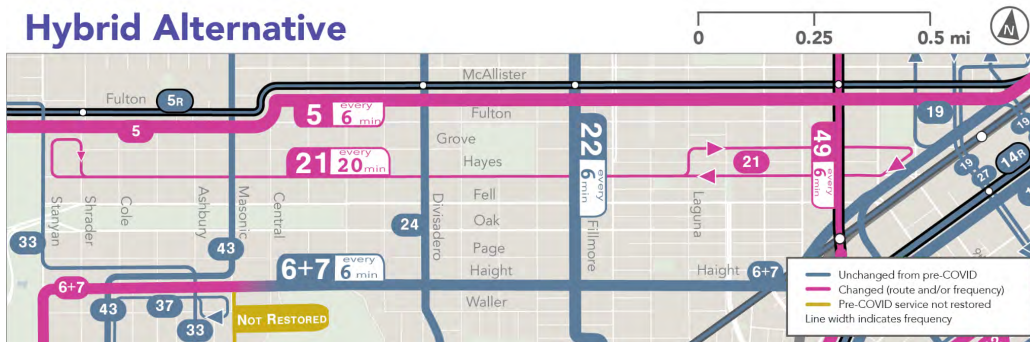 Hybrid Alternative
0 0.25 0.5 mi
N
McAllister
Fulton
5R
5
5 every 6 min
Fulton
19
Grove
21 every 20 min
Hayes
22 every 6 min
21
49 every 6 min
19
19
27
14R
Stanyan
Shrader
Cole
Ashbury
Masonic
Central
Divisadero
Fell
Oak
Page
Haight
Waller
Fillmore
Laguna
Haight
33
43
24
6+7 every 6 min
6+7
6+7
43
37
33
NOT RESTORED
Unchanged from pre-COVID
Changed (route and/or frequency)
Pre-COVID service not restored
Line width indicates frequency